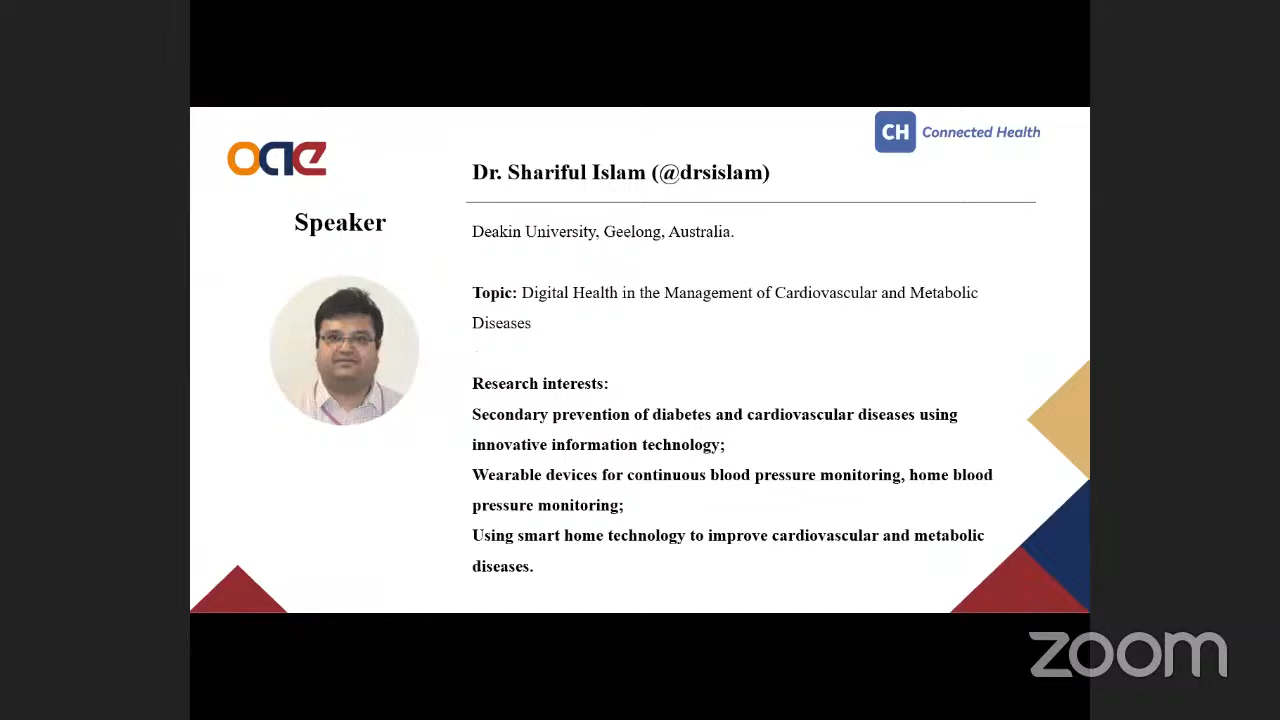 oae
CH Connected Health
Dr. Shariful Islam (@drsislam)
Speaker
Deakin University, Geelong, Australia.
Topic: Digital Health in the Management of Cardiovascular and Metabolic
Diseases
Research interests:
Secondary prevention of diabetes and cardiovascular diseases using
innovative information technology;
Wearable devices for continuous blood pressure monitoring, home blood
pressure monitoring;
Using smart home technology to improve cardiovascular and metabolic
diseases.
zoom